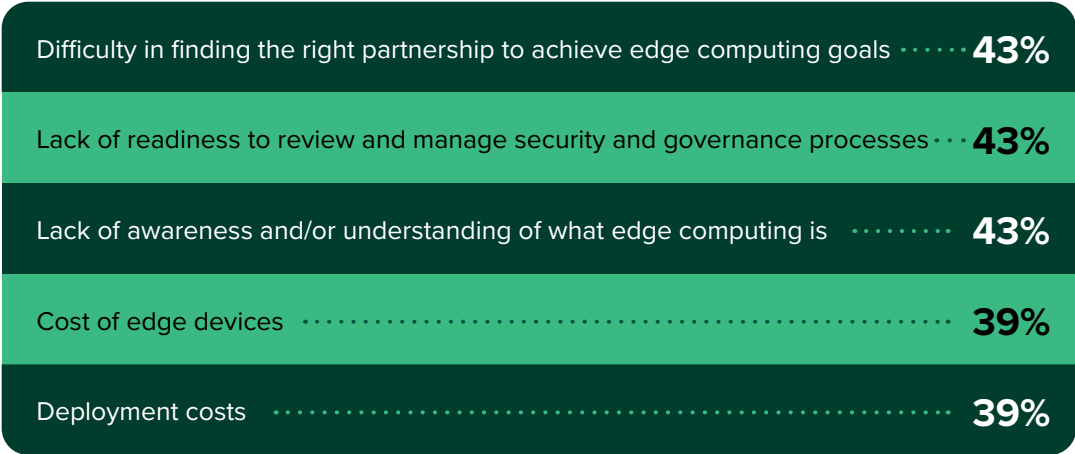 Difficulty in finding the right partnership to achieve edge computing goals 43%
Lack of readiness to review and manage security and governance processes 43%
Lack of awareness and/or understanding of what edge computing is 43%
Cost of edge devices 39%
Deployment costs 39%